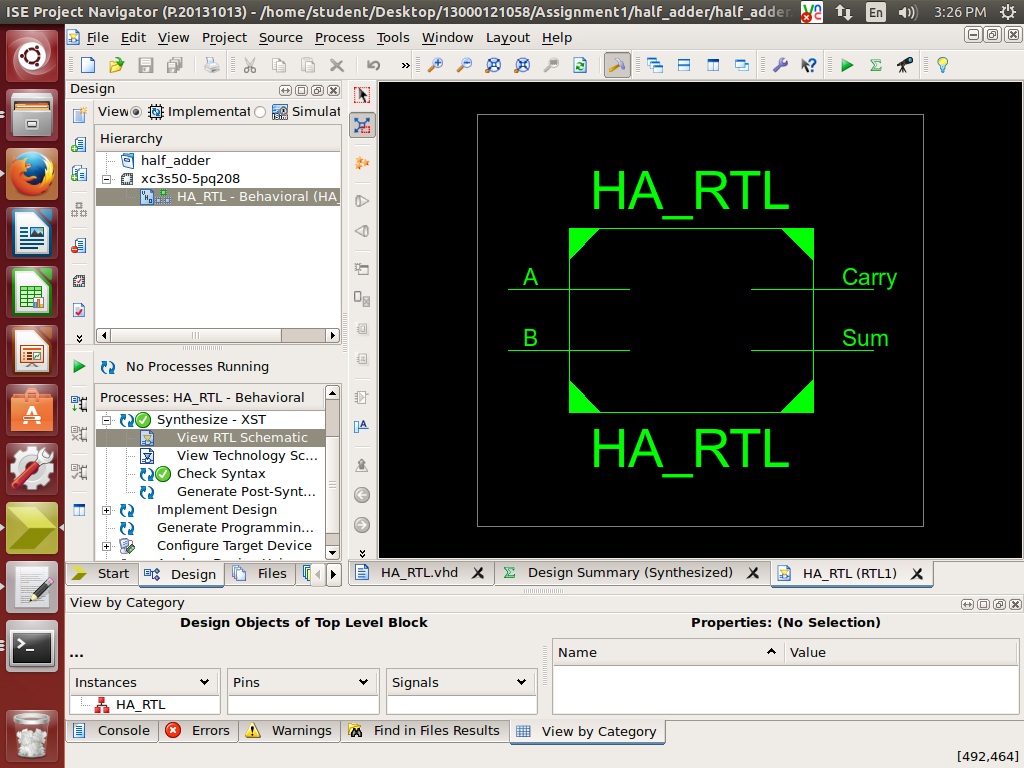 ISE Project Navigator (P.20131013) - /home/student/Desktop/13000121058/Assignment1/half_adder/half_adder.
En
3:26 PM
File Edit View Project Source Process Tools Window Layout Help
Design
View Implementat Simulat
Hierarchy
half_adder
xc3s50-5pq208
HA_RTL - Behavioral (HA_
No Processes Running
Processes: HA_RTL - Behavioral
Synthesize - XST
View RTL Schematic
View Technology Sc...
Check Syntax
Generate Post-Synt...
Implement Design
Generate Programmin...
Configure Target Device
Start Design Files
HA_RTL
A
Carry
B
Sum
HA_RTL
HA_RTL.vhd
Design Summary (Synthesized)
HA_RTL (RTL1)
View by Category
Design Objects of Top Level Block
Properties: (No Selection)
...
Instances Pins Signals
HA_RTL
Name Value
Console Errors Warnings Find in Files Results View by Category
[492,464]